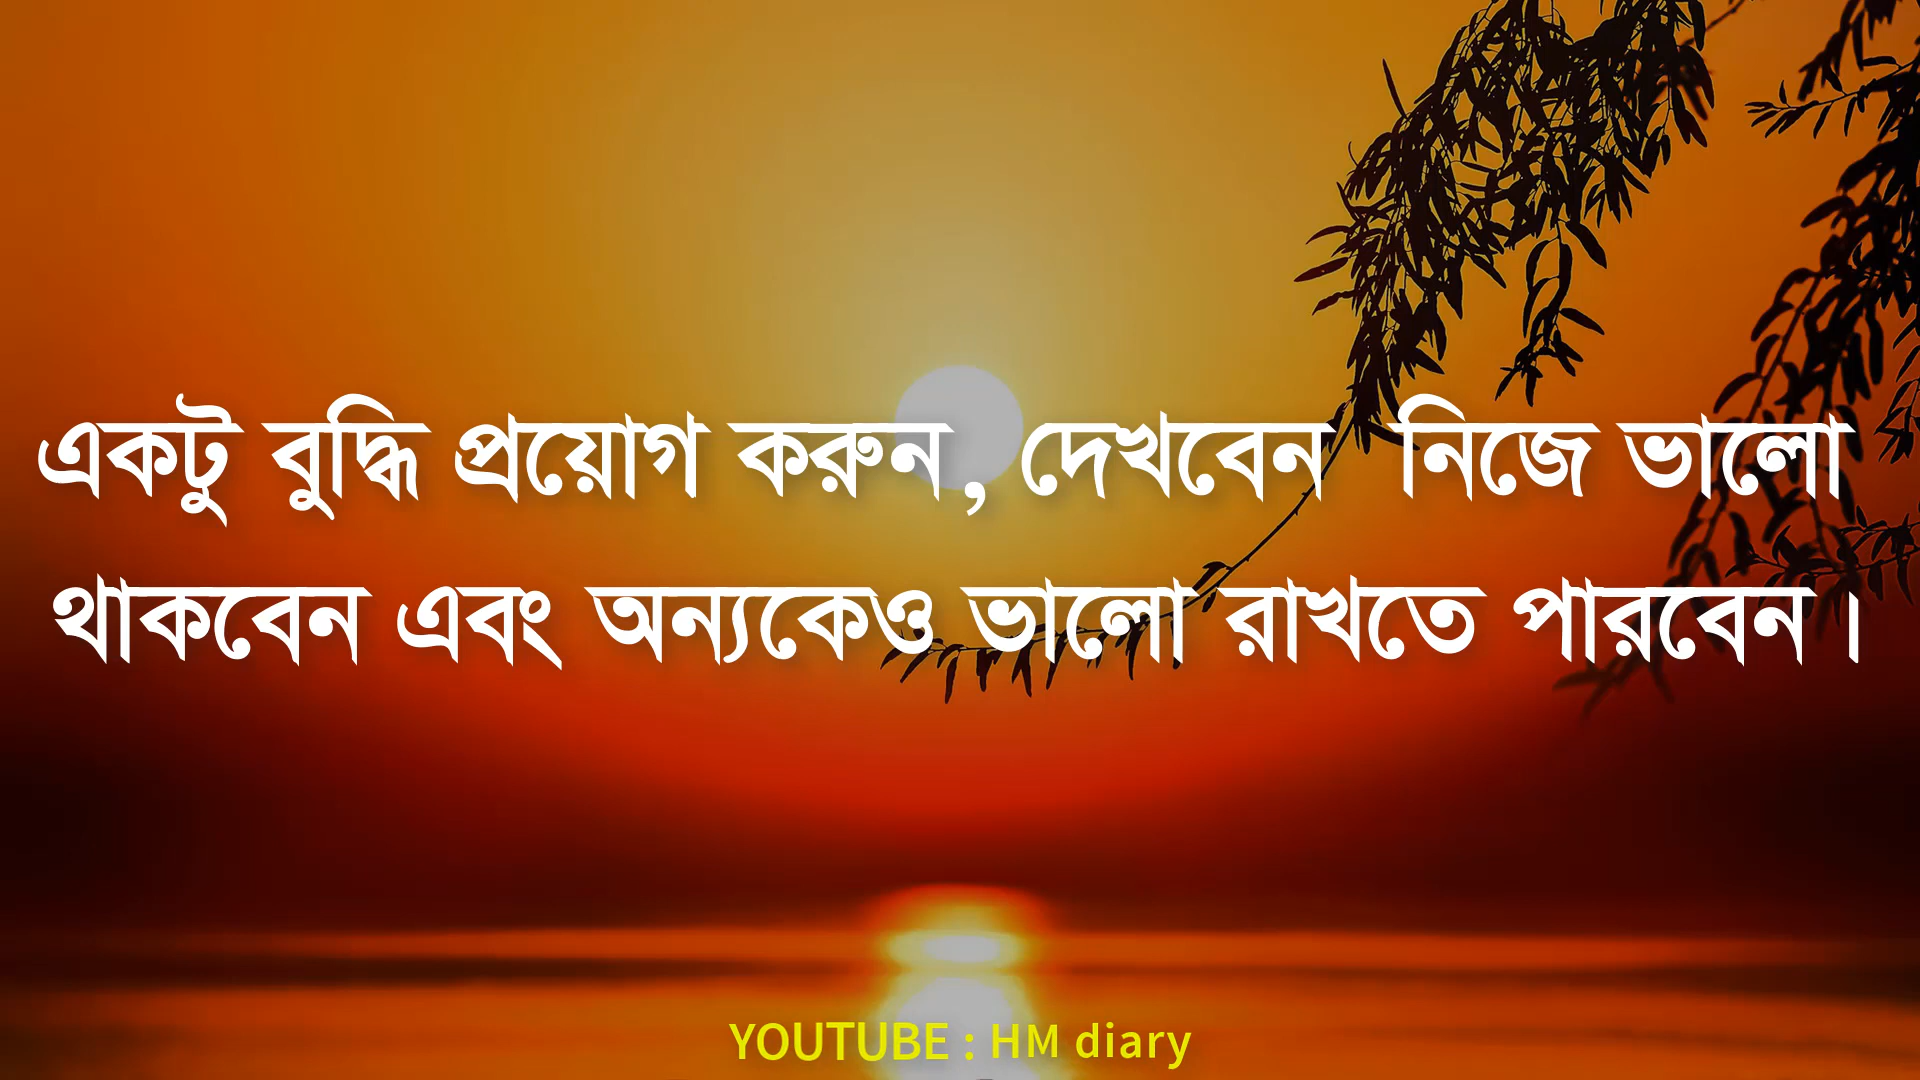 একটু বুদ্ধি প্রয়োগ করুন, দেখবেন নিজে ভালো
থাকবেন এবং অন্যকেও ভালো রাখতে পারবেন।
YOUTUBE : HM diary